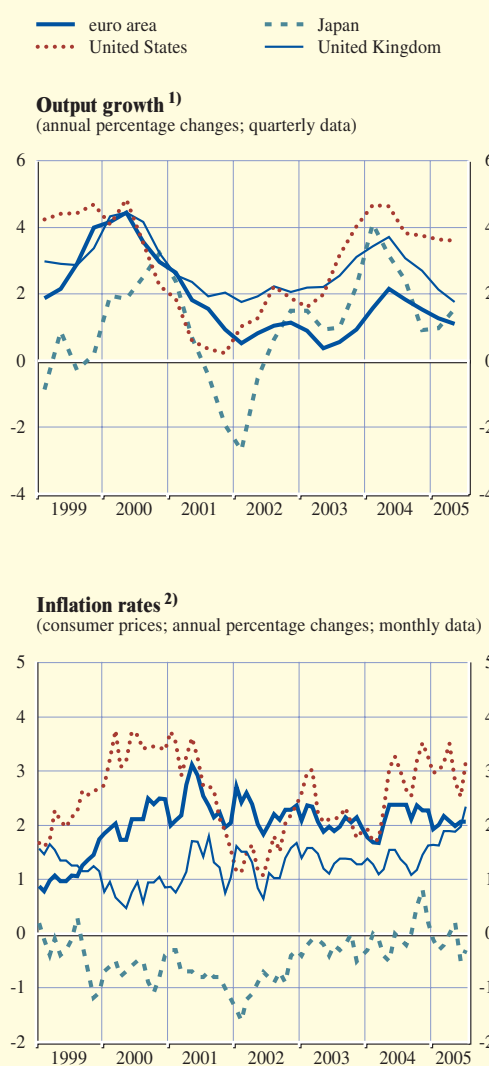 euro area
Japan
United States
United Kingdom
Output growth 1)
(annual percentage changes; quarterly data)
6
4
2
0
-2
-4
1999 2000 2001 2002 2003 2004 2005
Inflation rates 2)
(consumer prices; annual percentage changes; monthly data)
5
4
3
2
1
0
-1
-2
1999 2000 2001 2002 2003 2004 2005